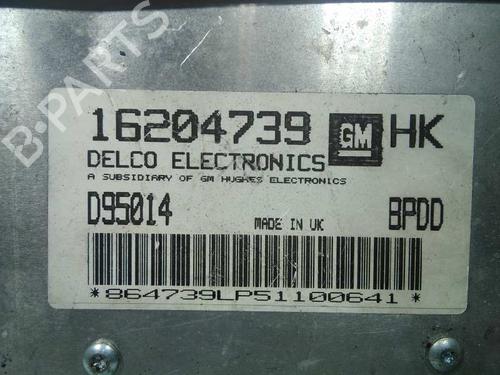 B-PARTS
16204739 GM HK
DELCO ELECTRONICS
A SUBSIDIARY OF GM HUGHES ELECTRONICS
D95014 MADE IN UK BPDD
*864739LP51100641*